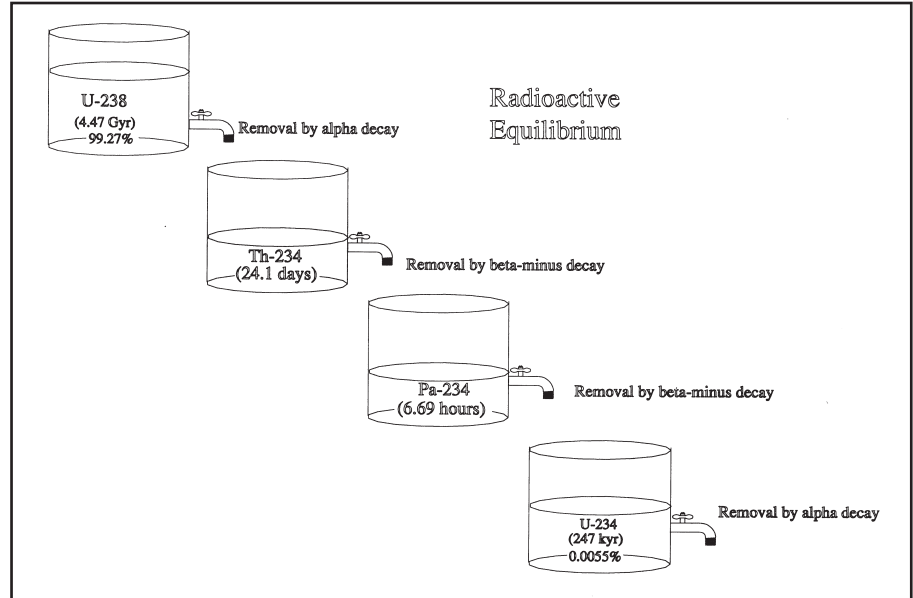 Radioactive
Equilibrium
U-238
(4.47 Gyr)
99.27%
Removal by alpha decay
Th-234
(24.1 days)
Removal by beta-minus decay
Pa-234
(6.69 hours)
Removal by beta-minus decay
U-234
(247 kyr)
0.0055%
Removal by alpha decay